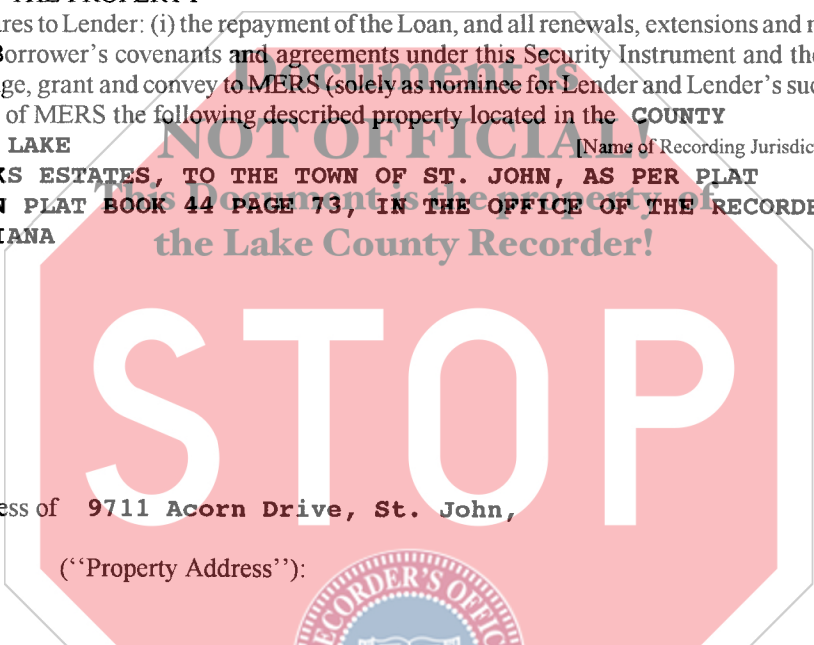 THE PROPERTY
res to Lender: (i) the repayment of the Loan, and all renewals, extensions and
Borrower's covenants and agreements under this Security Instrument and the
ge, grant and convey to MERS (solely as nominee for Lender and Lender's suc
of MERS the following described property located in the COUNTY
LAKE [Name of Recording Jurisdic
KS ESTATES, TO THE TOWN OF ST. JOHN, AS PER PLAT
N PLAT BOOK 44 PAGE 73, IN THE OFFICE OF THE RECORDE
IANA
Document is
NOT OFFICIAL!
This Document is the property of
the Lake County Recorder!
STOP
ess of 9711 Acorn Drive, St. John,
(‘‘Property Address’’):
RECORDER'S OFFIC